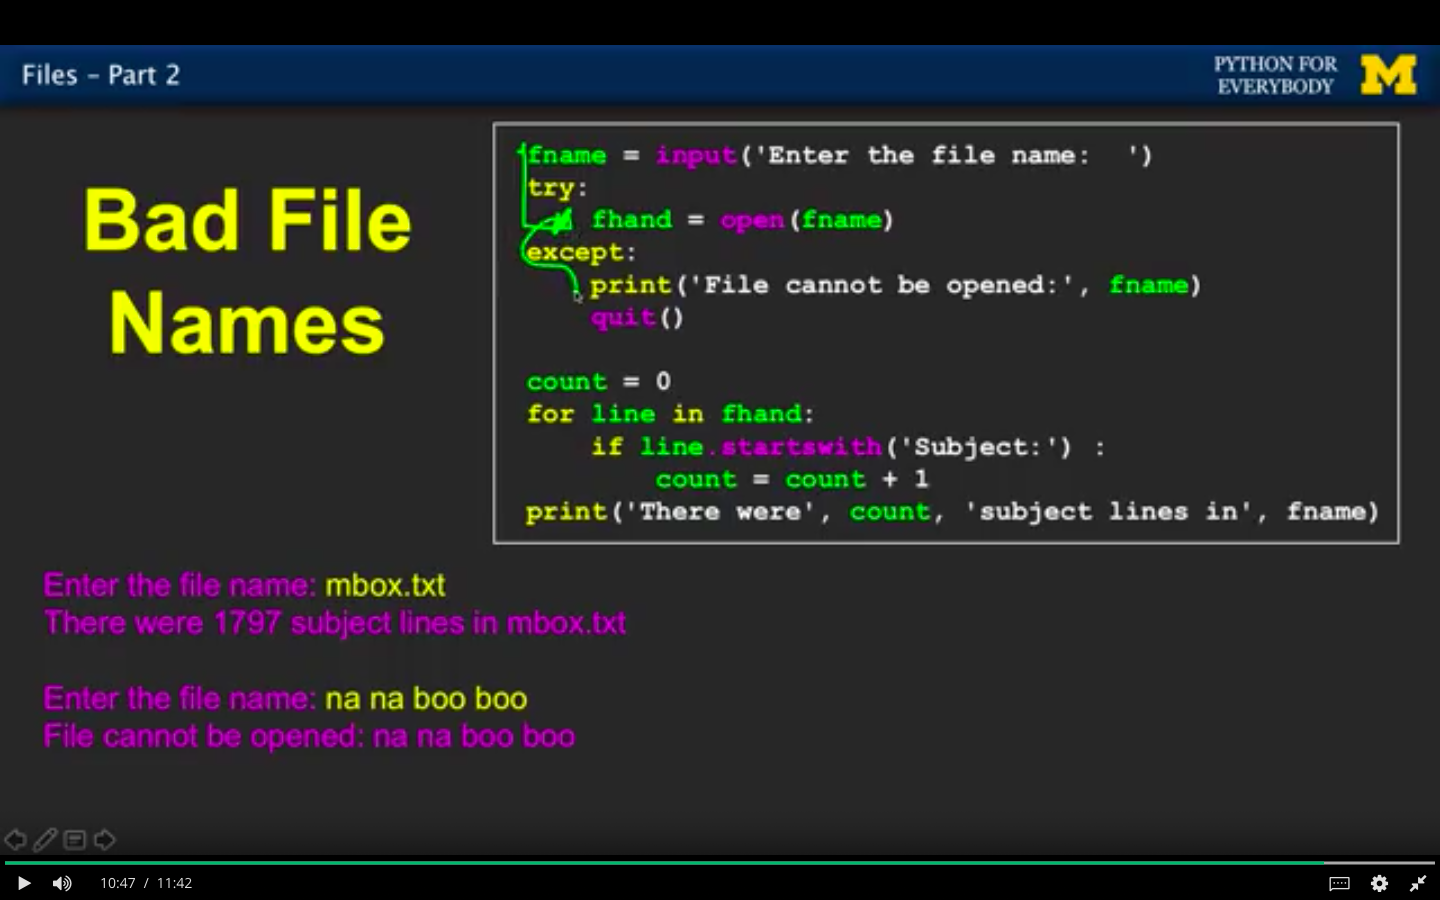 Files – Part 2
PYTHON FOR
EVERYBODY
M
Bad File
Names
fname = input('Enter the file name:  ')
try:
    fhand = open(fname)
except:
    print('File cannot be opened:', fname)
    quit()
count = 0
for line in fhand:
    if line.startswith('Subject:') :
        count = count + 1
print('There were', count, 'subject lines in', fname)
Enter the file name: mbox.txt
There were 1797 subject lines in mbox.txt
Enter the file name: na na boo boo
File cannot be opened: na na boo boo
10:47 / 11:42